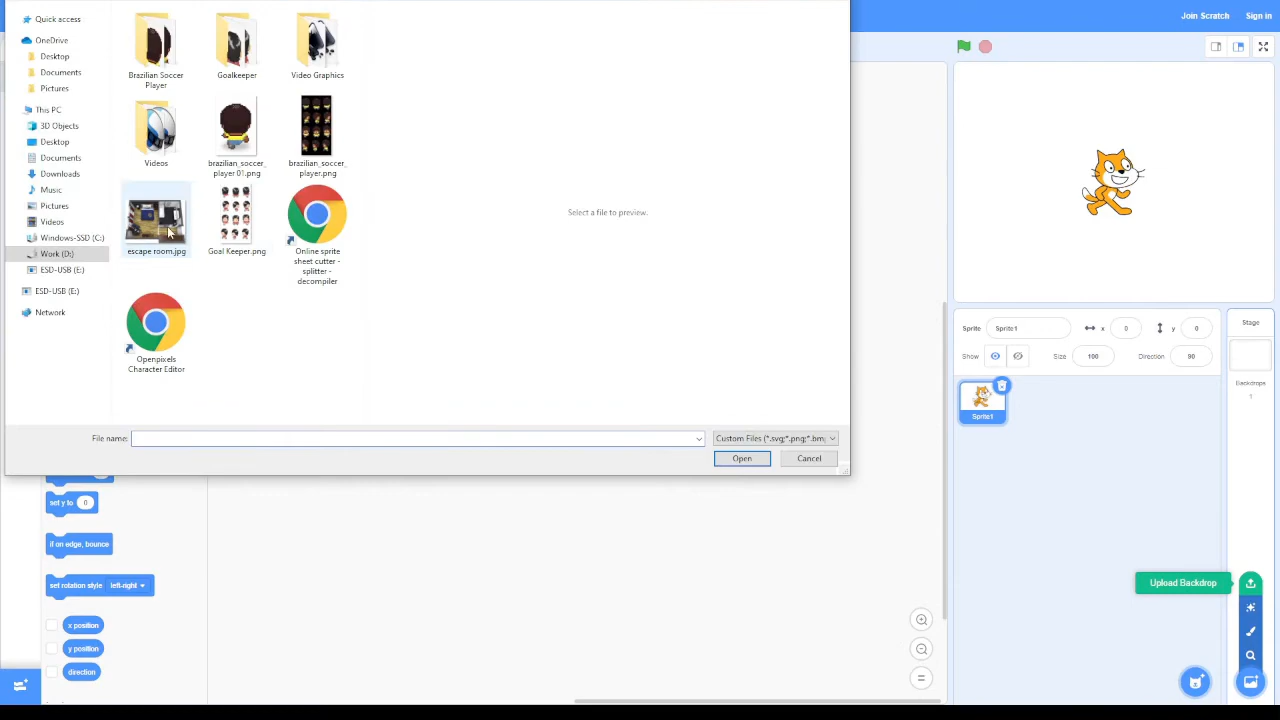 Join Scratch
Sign in
Quick access
OneDrive
Desktop
Documents
Pictures
This PC
3D Objects
Desktop
Documents
Downloads
Music
Pictures
Videos
Windows-SSD (C:)
Work (D:)
ESD-USB (E:)
ESD-USB (E:)
Network
Brazilian Soccer
Player
Goalkeeper
Video Graphics
Videos
brazilian_soccer_
player 01.png
brazilian_soccer_
player.png
escape room.jpg
Goal Keeper.png
Online sprite
sheet cutter -
splitter -
decompiler
Openpixels
Character Editor
Select a file to preview.
File name:
Custom Files (*.svg;*.png;*.bm;
Open
Cancel
set y to 0
if on edge, bounce
set rotation style left-right
x position
y position
direction
Sprite
Sprite1
x
0
y
0
Show
Size
100
Direction
90
Sprite1
Stage
Backdrops
1
Upload Backdrop